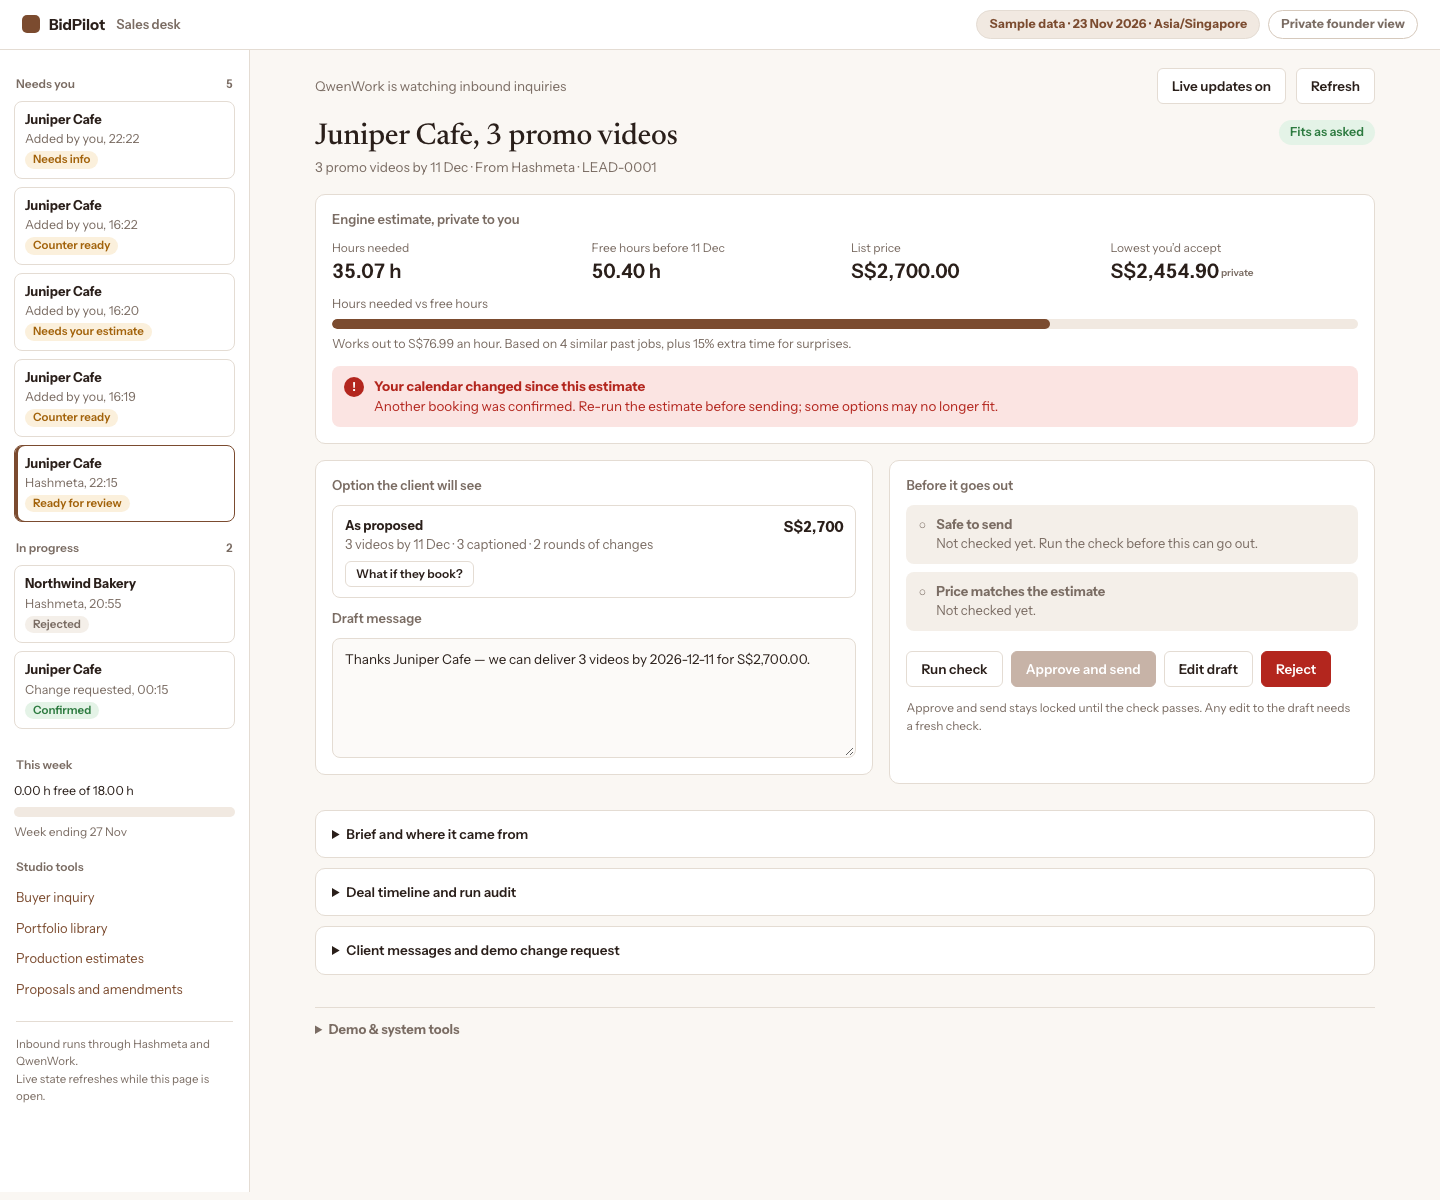 BidPilot Sales desk
Sample data · 23 Nov 2026 · Asia/Singapore
Private founder view
Needs you 5
Juniper Cafe
Added by you, 22:22
Needs info
Juniper Cafe
Added by you, 16:22
Counter ready
Juniper Cafe
Added by you, 16:20
Needs your estimate
Juniper Cafe
Added by you, 16:19
Counter ready
Juniper Cafe
Hashmeta, 22:15
Ready for review
In progress 2
Northwind Bakery
Hashmeta, 20:55
Rejected
Juniper Cafe
Change requested, 00:15
Confirmed
This week
0.00 h free of 18.00 h
Week ending 27 Nov
Studio tools
Buyer inquiry
Portfolio library
Production estimates
Proposals and amendments
Inbound runs through Hashmeta and
QwenWork.
Live state refreshes while this page is
open.
QwenWork is watching inbound inquiries
Live updates on
Refresh
Juniper Cafe, 3 promo videos
Fits as asked
3 promo videos by 11 Dec · From Hashmeta · LEAD-0001
Engine estimate, private to you
Hours needed
35.07 h
Free hours before 11 Dec
50.40 h
List price
S$2,700.00
Lowest you'd accept
S$2,454.90 private
Hours needed vs free hours
Works out to S$76.99 an hour. Based on 4 similar past jobs, plus 15% extra time for surprises.
! Your calendar changed since this estimate
Another booking was confirmed. Re-run the estimate before sending; some options may no longer fit.
Option the client will see
As proposed S$2,700
3 videos by 11 Dec · 3 captioned · 2 rounds of changes
What if they book?
Draft message
Thanks Juniper Cafe — we can deliver 3 videos by 2026-12-11 for S$2,700.00.
Before it goes out
Safe to send
Not checked yet. Run the check before this can go out.
Price matches the estimate
Not checked yet.
Run check
Approve and send
Edit draft
Reject
Approve and send stays locked until the check passes. Any edit to the draft needs
a fresh check.
Brief and where it came from
Deal timeline and run audit
Client messages and demo change request
Demo & system tools